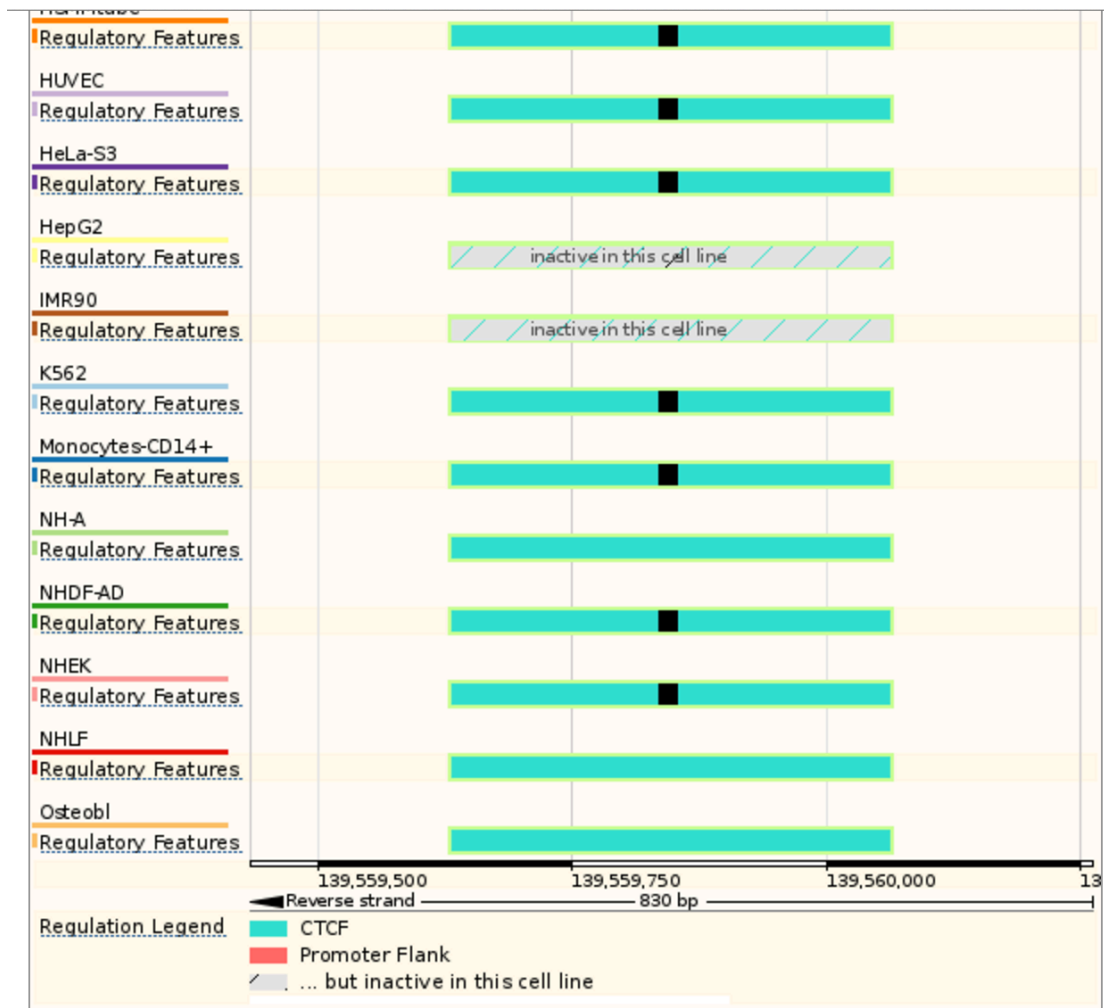 Regulatory Features
HUVEC
Regulatory Features
HeLa-S3
Regulatory Features
HepG2
Regulatory Features
inactive in this cell line
IMR90
Regulatory Features
inactive in this cell line
K562
Regulatory Features
Monocytes-CD14+
Regulatory Features
NH-A
Regulatory Features
NHDF-AD
Regulatory Features
NHEK
Regulatory Features
NHLF
Regulatory Features
Osteobl
Regulatory Features
139,559,500 139,559,750 139,560,000 13
Reverse strand 830 bp
Regulation Legend CTCF
Promoter Flank
... but inactive in this cell line